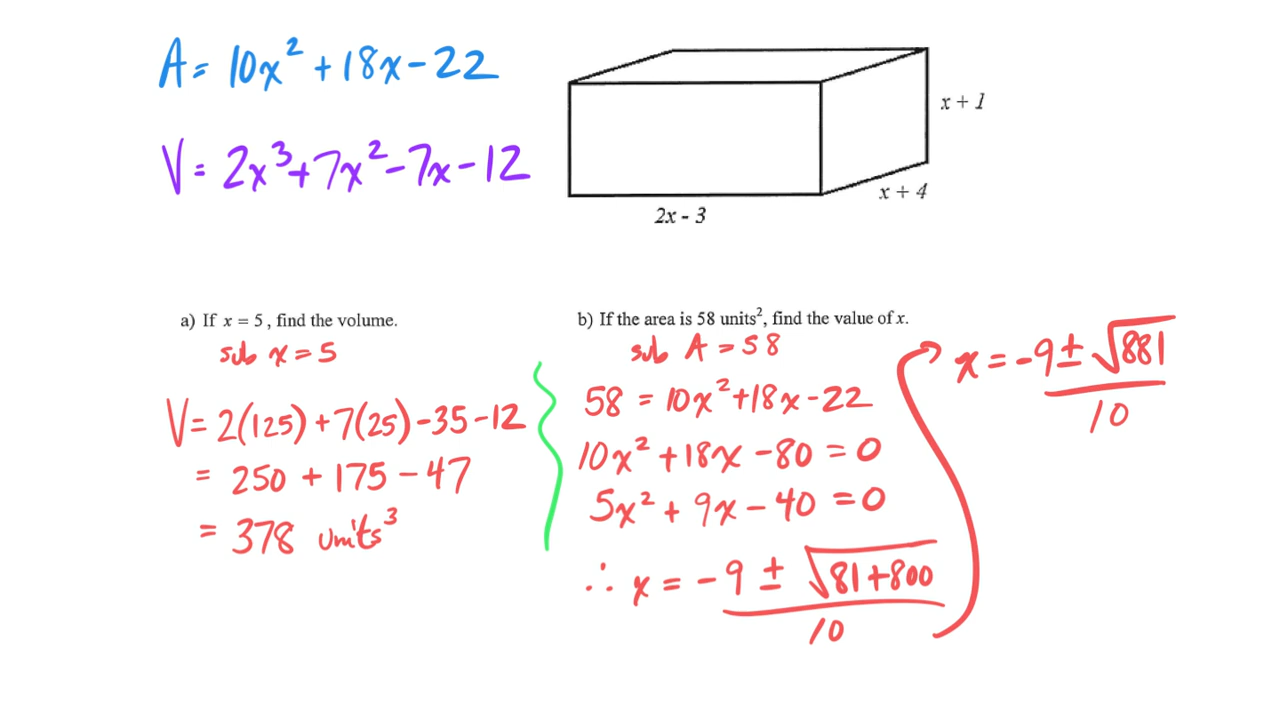 A = 10x² + 18x - 22
V = 2x³ + 7x² - 7x - 12
x + 1
x + 4
2x - 3
a) If x = 5, find the volume.
sub x = 5
V = 2(125) + 7(25) - 35 - 12
= 250 + 175 - 47
= 378 units³
b) If the area is 58 units², find the value of x.
sub A = 58
58 = 10x² + 18x - 22
10x² + 18x - 80 = 0
5x² + 9x - 40 = 0
∴ x = -9 ± √81+800
10
x = -9 ± √881
10